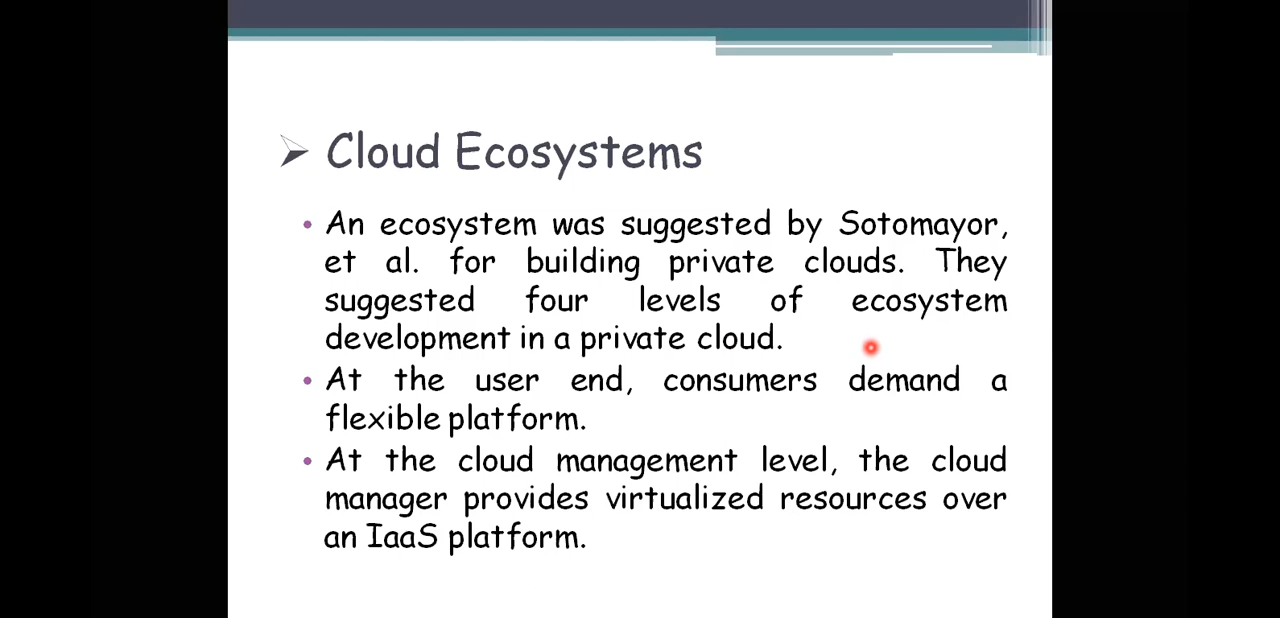 Cloud Ecosystems
• An ecosystem was suggested by Sotomayor,
et al. for building private clouds. They
suggested four levels of ecosystem
development in a private cloud.
• At the user end, consumers demand a
flexible platform.
• At the cloud management level, the cloud
manager provides virtualized resources over
an IaaS platform.